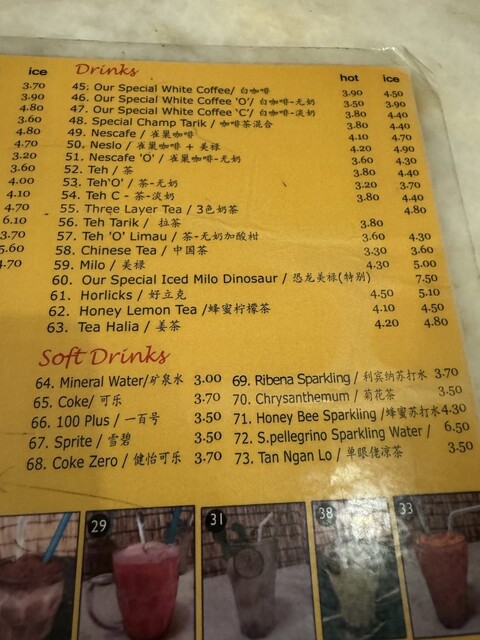 ice
3.70
3.90
4.80
3.60
4.80
4.70
3.20
3.60
4.00
4.10
4.70
6.10
3.70
5.60
4.00
Drinks hot ice
45. Our Special White Coffee/ 白咖啡 3.90 4.50
46. Our Special White Coffee 'O'/ 白咖啡-无奶 3.50 3.90
47. Our Special White Coffee 'C'/ 白咖啡-淡奶 3.80 4.40
48. Special Champ Tarik / 咖啡茶混合 3.80 4.40
49. Nescafe / 雀巢咖啡 4.10 4.70
50. Neslo / 雀巢咖啡 + 美禄 4.20 4.90
51. Nescafe 'O' / 雀巢咖啡-无奶 3.60 4.30
52. Teh / 茶 3.80 4.40
53. Teh'O' / 茶-无奶 3.20 3.70
54. Teh C - 茶-淡奶 3.80 4.40
55. Three Layer Tea / 3色奶茶 4.80
56. Teh Tarik / 拉茶 3.80
57. Teh 'O' Limau / 茶-无奶加酸柑 3.60 4.30
58. Chinese Tea / 中国茶 3.30 3.60
59. Milo / 美禄 4.30 5.00
60. Our Special Iced Milo Dinosaur / 恐龙美禄(特别) 7.50
61. Horlicks / 好立克 4.50 5.10
62. Honey Lemon Tea /蜂蜜柠檬茶 4.10 4.50
63. Tea Halia / 姜茶 4.20 4.80
Soft Drinks
64. Mineral Water/矿泉水 3.00
65. Coke/ 可乐 3.70
66. 100 Plus / 一百号 3.50
67. Sprite / 雪碧 3.50
68. Coke Zero / 健怡可乐 3.70
69. Ribena Sparkling / 利宾纳苏打水 3.70
70. Chrysanthemum / 菊花茶 3.50
71. Honey Bee Sparkling /蜂蜜苏打水 4.30
72. S.pellegrino Sparkling Water / 6.50
73. Tan Ngan Lo / 单眼佬凉茶 3.50
29
31
38
33